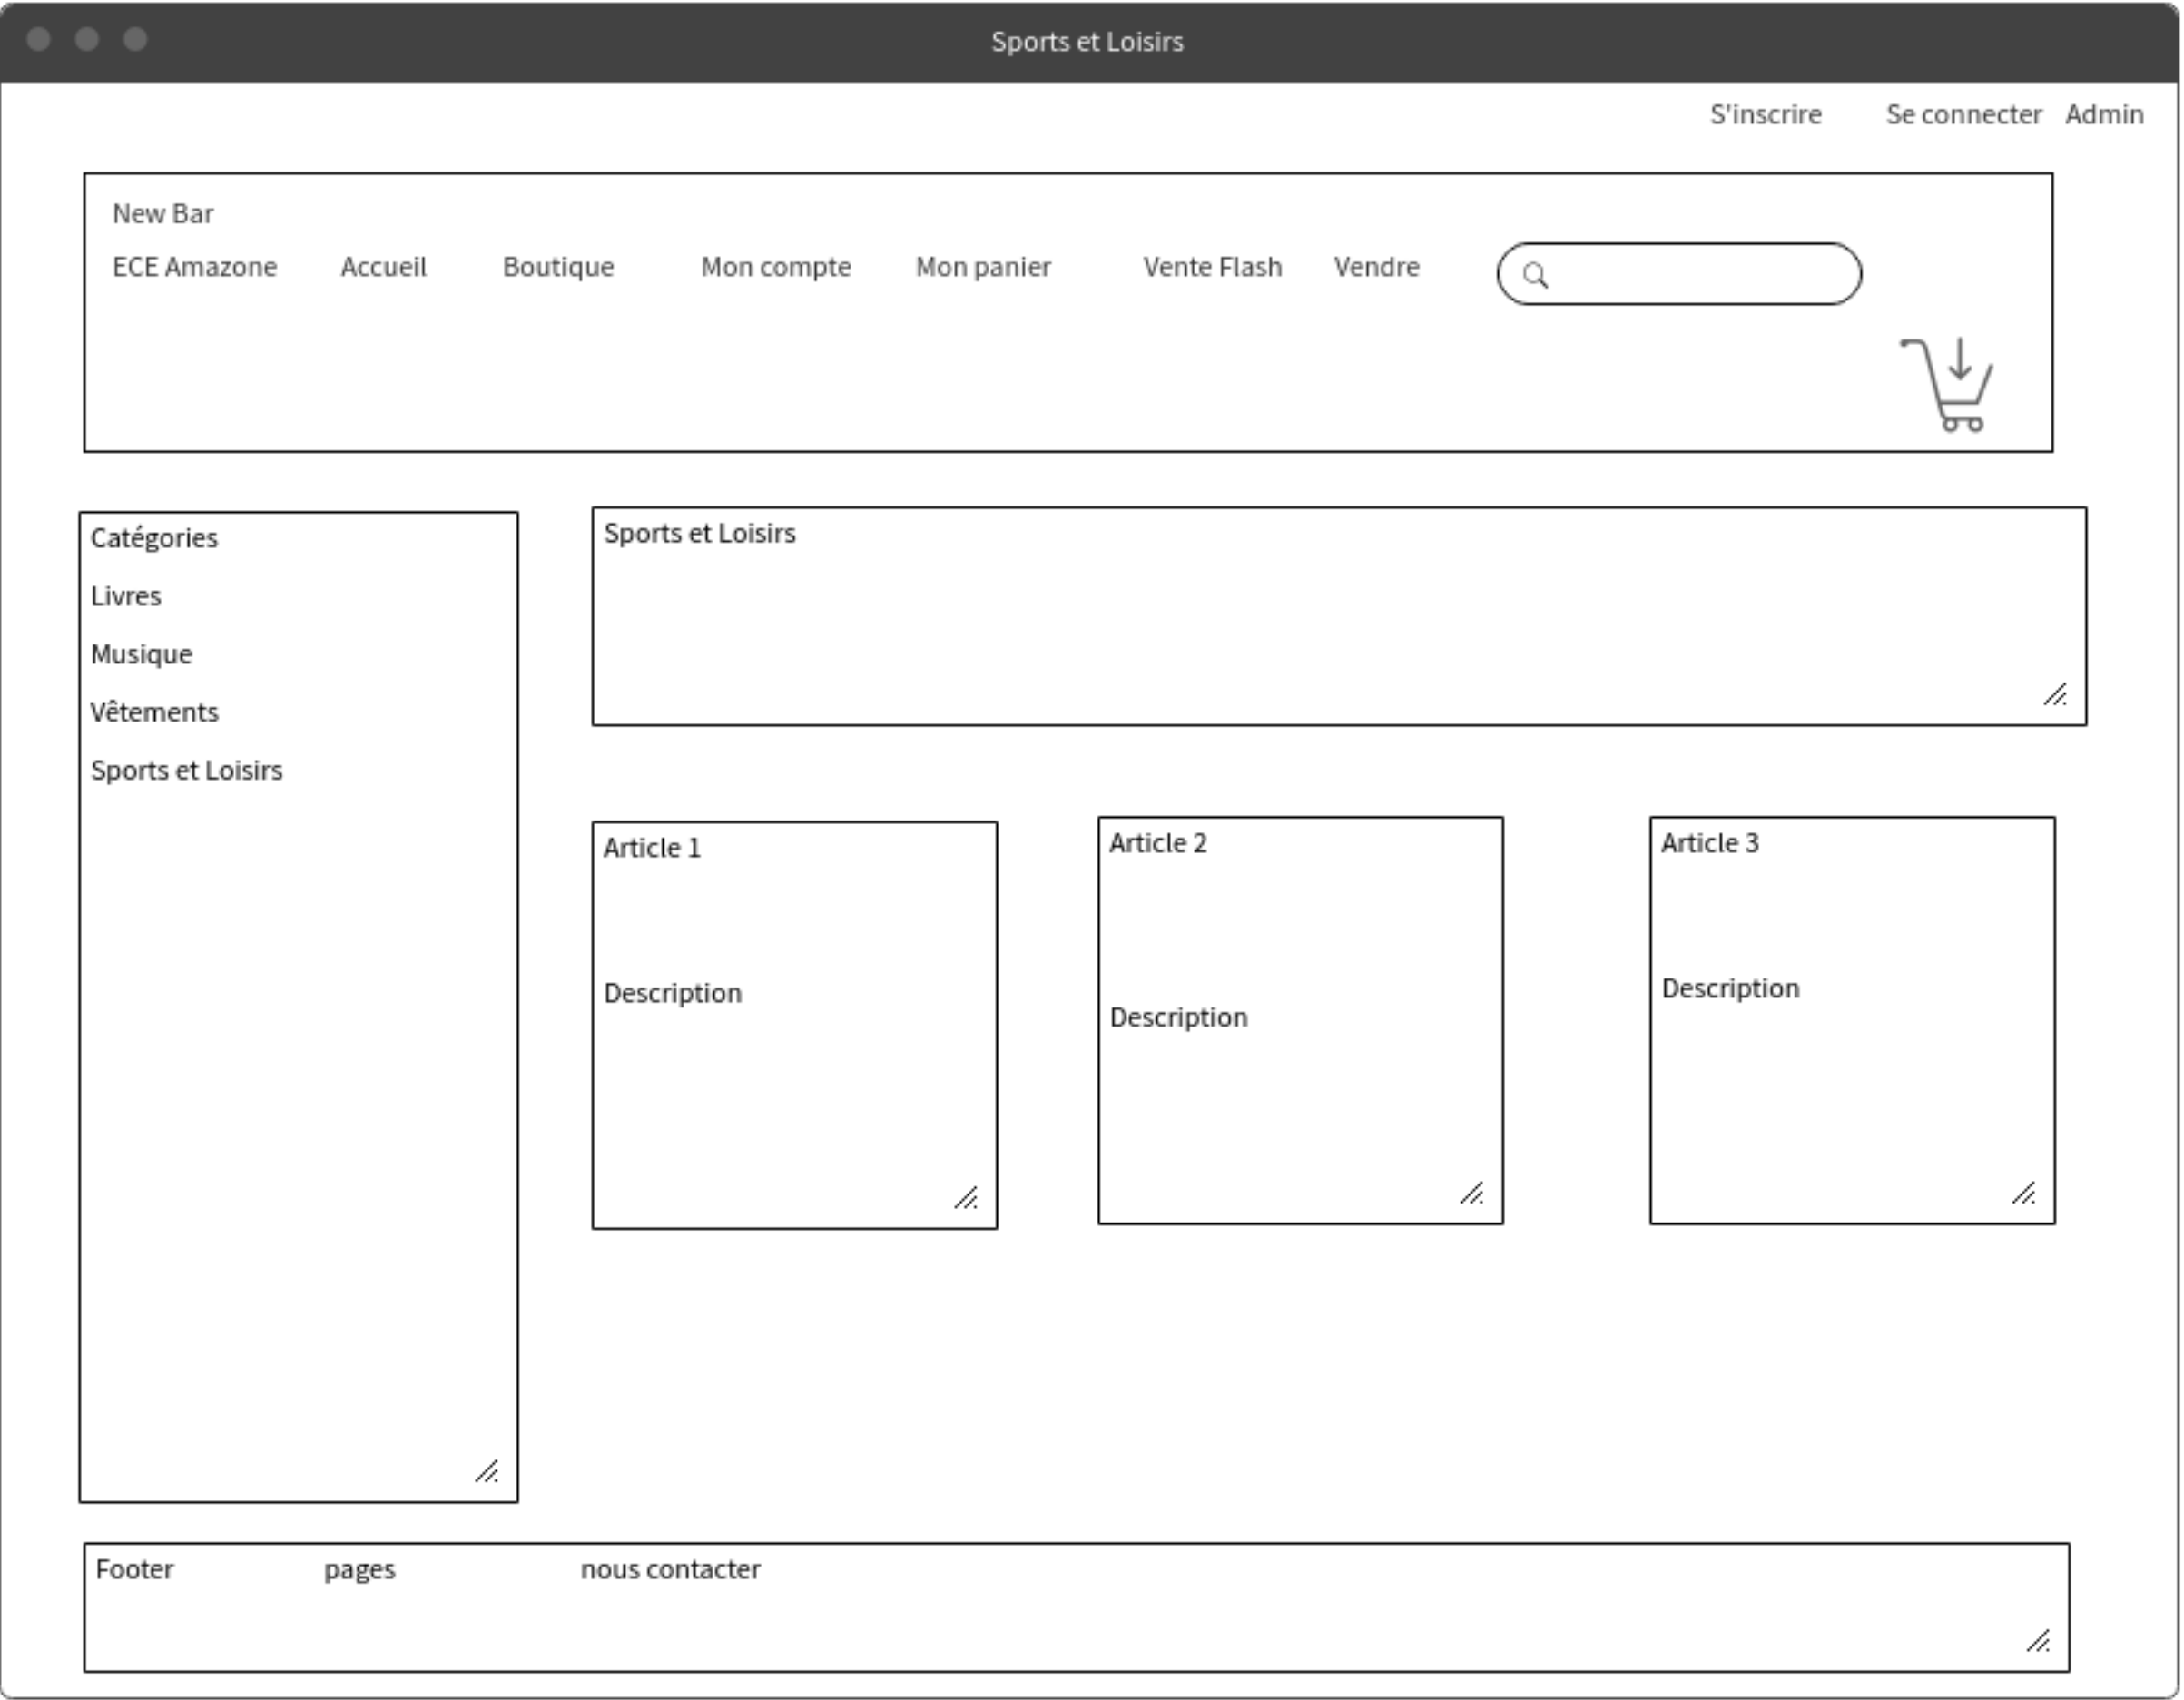 Sports et Loisirs
S'inscrire Se connecter Admin
New Bar
ECE Amazone Accueil Boutique Mon compte Mon panier Vente Flash Vendre
Catégories
Livres
Musique
Vêtements
Sports et Loisirs
Sports et Loisirs
Article 1
Description
Article 2
Description
Article 3
Description
Footer pages nous contacter